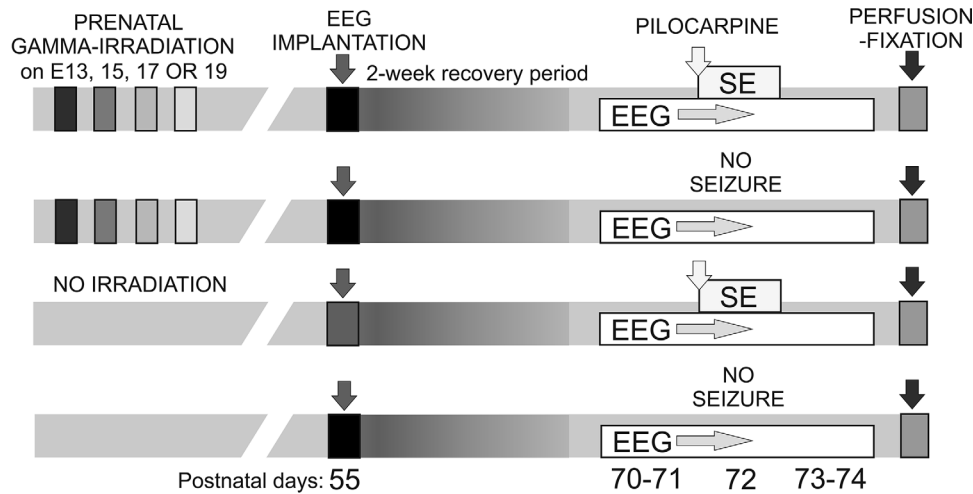 PRENATAL
GAMMA-IRRADIATION
on E13, 15, 17 OR 19
EEG
IMPLANTATION
2-week recovery period
PILOCARPINE
SE
EEG
PERFUSION
-FIXATION
NO
SEIZURE
EEG
NO IRRADIATION
SE
EEG
NO
SEIZURE
EEG
Postnatal days: 55 70-71 72 73-74